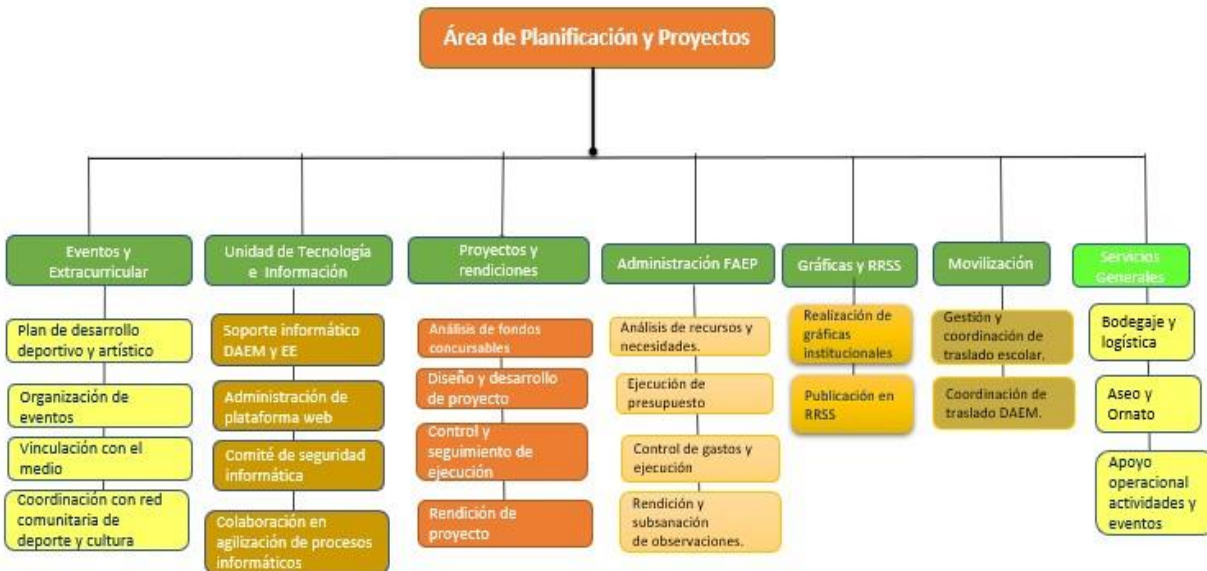 Área de Planificación y Proyectos
Eventos y
Extracurricular
Unidad de Tecnología
e Información
Proyectos y
rendiciones
Administración FAEP
Gráficas y RRSS
Movilización
Servicios
Generales
Plan de desarrollo
deportivo y artístico
Organización de
eventos
Vinculación con el
medio
Coordinación con red
comunitaria de
deporte y cultura
Soporte informático
DAEM y EE
Administración de
plataforma web
Comité de seguridad
informática
Colaboración en
agilización de procesos
informáticos
Análisis de fondos
concursables
Diseño y desarrollo
de proyecto
Control y
seguimiento de
ejecución
Rendición de
proyecto
Análisis de recursos y
necesidades.
Ejecución de
presupuesto
Control de gastos y
ejecución
Rendición y
subsanación
de observaciones.
Realización de
gráficas
institucionales
Publicación en
RRSS
Gestión y
coordinación de
traslado escolar.
Coordinación de
traslado DAEM.
Bodegaje y
logística
Aseo y
Ornato
Apoyo
operacional
actividades y
eventos